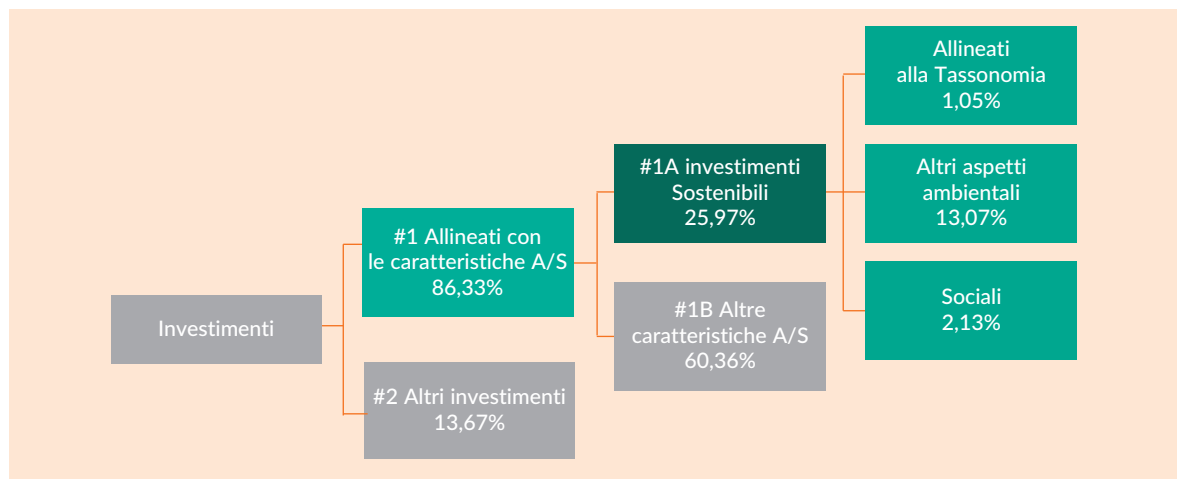 Investimenti
#1 Allineati con
le caratteristiche A/S
86,33%
#2 Altri investimenti
13,67%
#1A investimenti
Sostenibili
25,97%
#1B Altre
caratteristiche A/S
60,36%
Allineati
alla Tassonomia
1,05%
Altri aspetti
ambientali
13,07%
Sociali
2,13%